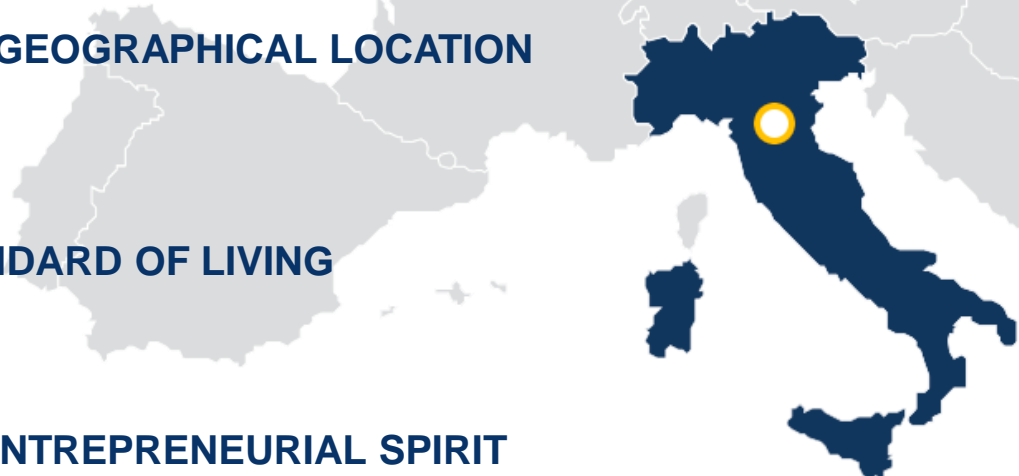 GEOGRAPHICAL LOCATION
NDARD OF LIVING
NTREPRENEURIAL SPIRIT